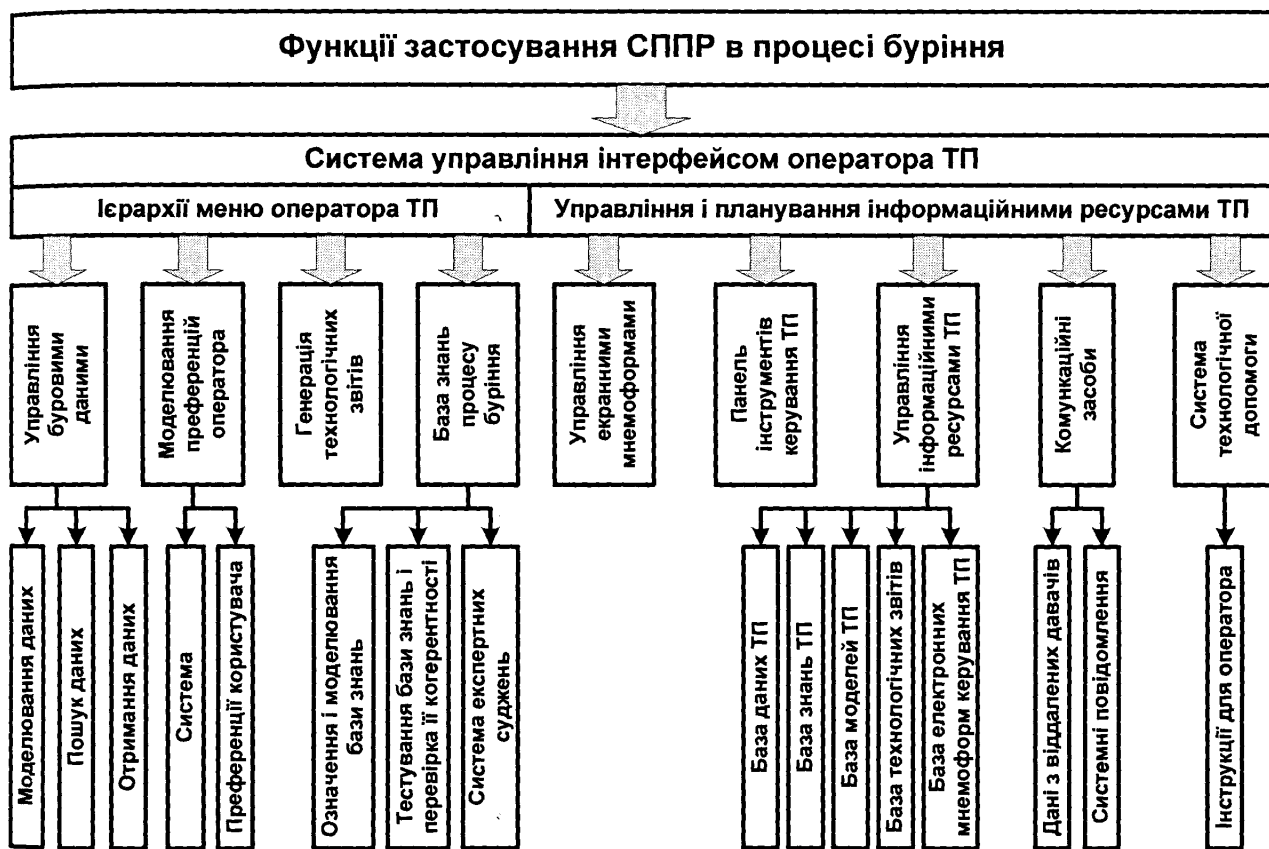 Функції застосування СППР в процесі буріння
Система управління інтерфейсом оператора ТП
Ієрархії меню оператора ТП
Управління і планування інформаційними ресурсами ТП
Управління
буровими
даними
Моделювання
преференцій
оператора
Генерація
технологічних
звітів
База знань
процесу
буріння
Управління
екранними
мнемоформами
Панель
інструментів
керування ТП
Управління
інформаційними
ресурсами ТП
Комункаційні
засоби
Система
технологічної
допомоги
Моделювання даних
Пошук даних
Отримання даних
Система
Преференції користувача
Означення і моделювання
бази знань
Тестування бази знань і
перевірка її когерентності
Система експертних
суджень
База даних ТП
База знань ТП
База моделей ТП
База технологічних звітів
База електронних
мнемоформ керування ТП
Дані з віддалених давачів
Системні повідомлення
Інструкції для оператора